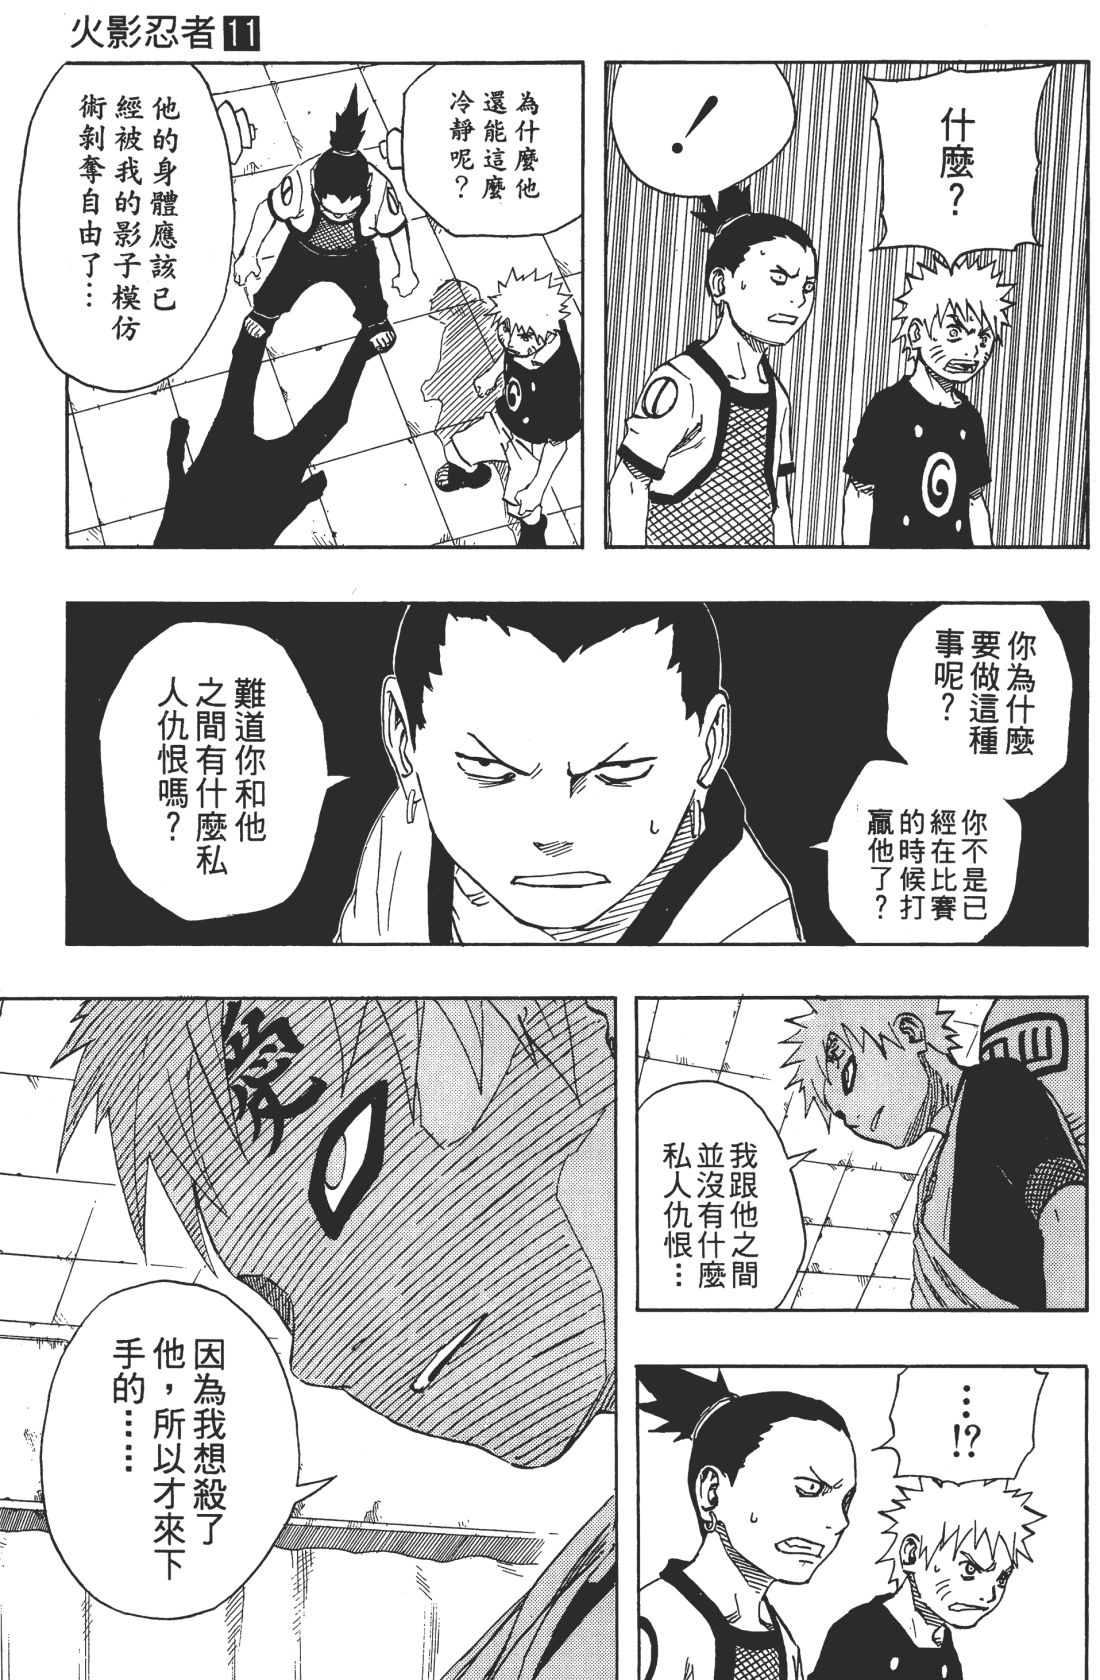 火影忍者11
什麼？
！
為什麼他
還能這麼
冷靜呢？
他的身體應該已
經被我的影子模仿
術剝奪自由了…
你為什麼
要做這種
事呢？
你不是已
經在比賽
的時候打
贏他了？
難道你和他
之間有什麼私
人仇恨嗎？
我跟他之間
並沒有什麼
私人仇恨…
…!?
愛
因為我想殺了
他，所以才來下
手的……